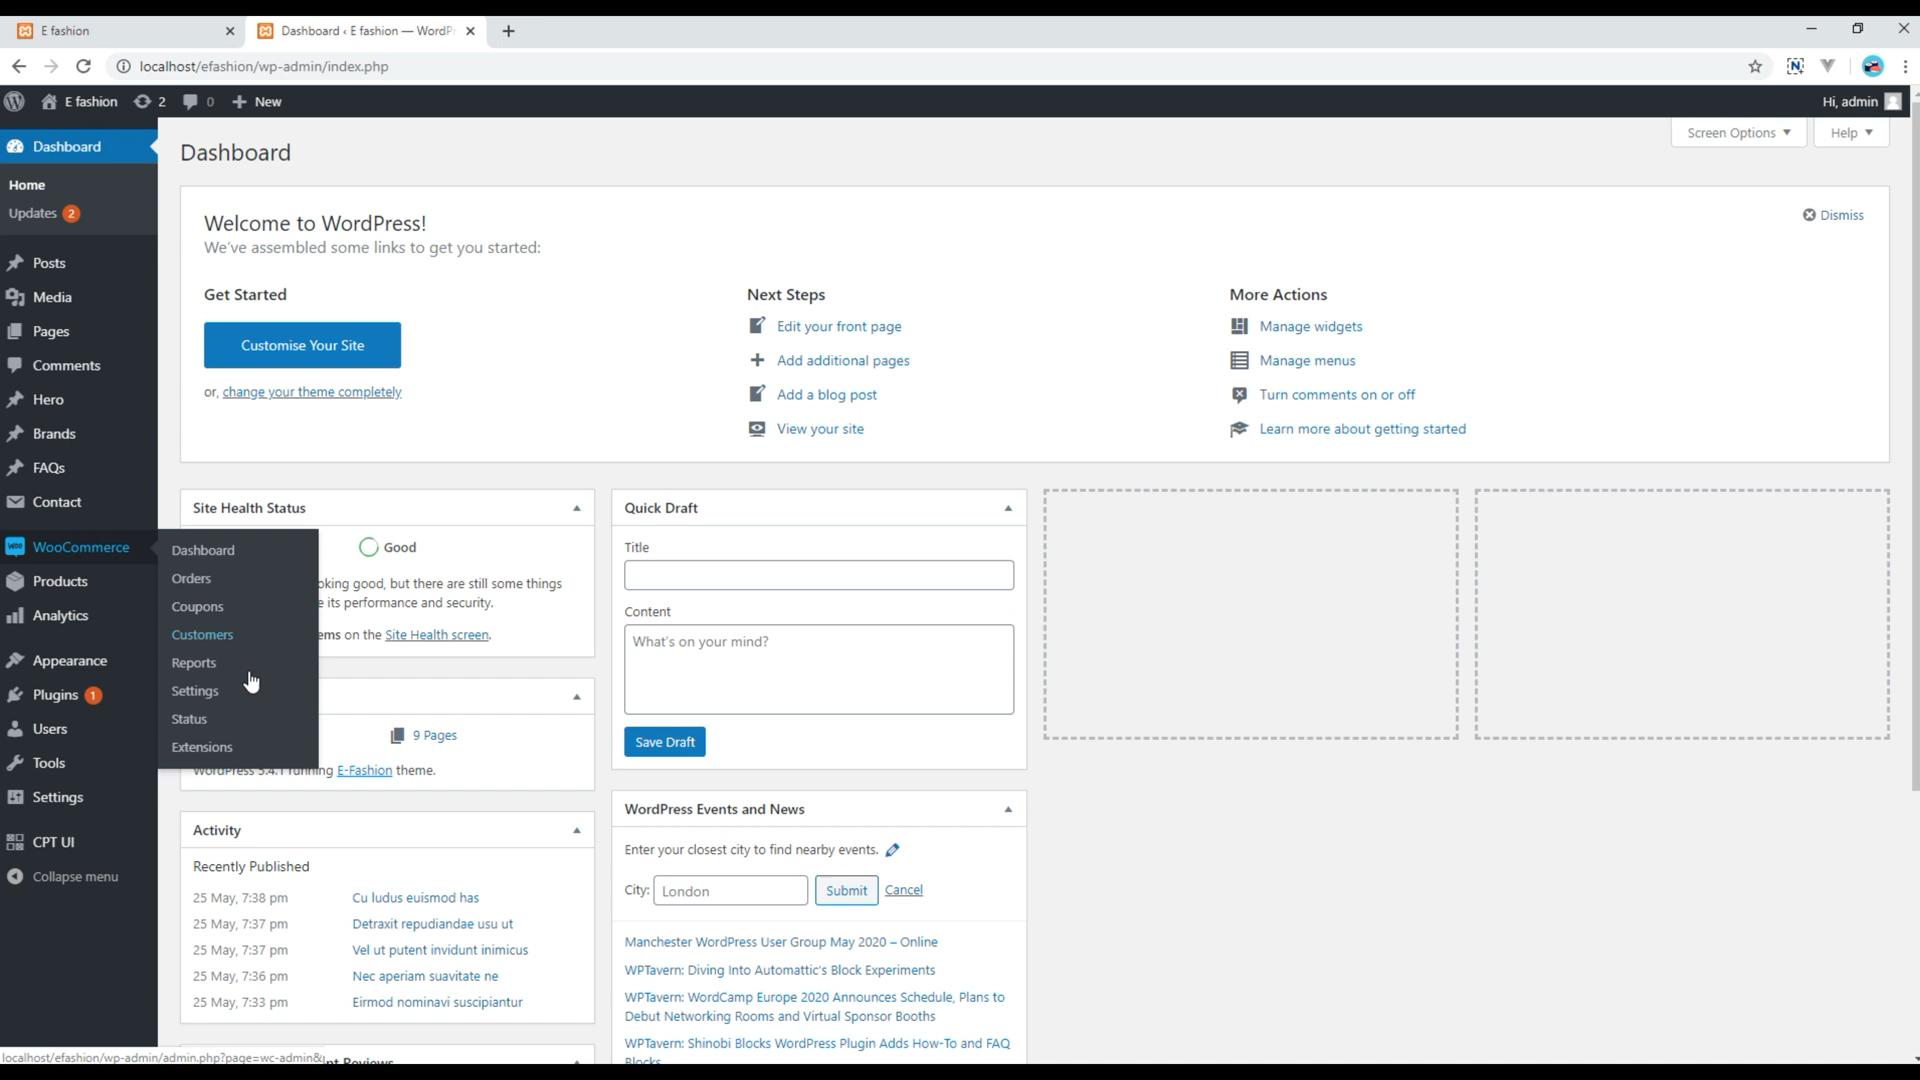 E fashion
Dashboard ‹ E fashion — WordP
localhost/efashion/wp-admin/index.php
E fashion 2 0 New
Hi, admin
Dashboard
Home
Updates 2
Posts
Media
Pages
Comments
Hero
Brands
FAQs
Contact
WooCommerce
Products
Analytics
Appearance
Plugins 1
Users
Tools
Settings
CPT UI
Collapse menu
Dashboard
Orders
Coupons
Customers
Reports
Settings
Status
Extensions
Dashboard
Screen Options
Help
Welcome to WordPress!
We've assembled some links to get you started:
Dismiss
Get Started
Customise Your Site
or, change your theme completely
Next Steps
Edit your front page
Add additional pages
Add a blog post
View your site
More Actions
Manage widgets
Manage menus
Turn comments on or off
Learn more about getting started
Site Health Status
Good
oking good, but there are still some things
e its performance and security.
ems on the Site Health screen.
9 Pages
WordPress 5.4.1 running E-Fashion theme.
Activity
Recently Published
25 May, 7:38 pm Cu ludus euismod has
25 May, 7:37 pm Detraxit repudiandae usu ut
25 May, 7:37 pm Vel ut putent invidunt inimicus
25 May, 7:36 pm Nec aperiam suavitate ne
25 May, 7:33 pm Eirmod nominavi suscipiantur
nt Reviews
Quick Draft
Title
Content
What's on your mind?
Save Draft
WordPress Events and News
Enter your closest city to find nearby events.
City: London Submit Cancel
Manchester WordPress User Group May 2020 – Online
WPTavern: Diving Into Automattic's Block Experiments
WPTavern: WordCamp Europe 2020 Announces Schedule, Plans to
Debut Networking Rooms and Virtual Sponsor Booths
WPTavern: Shinobi Blocks WordPress Plugin Adds How-To and FAQ
Blocks
localhost/efashion/wp-admin/admin.php?page=wc-admin&